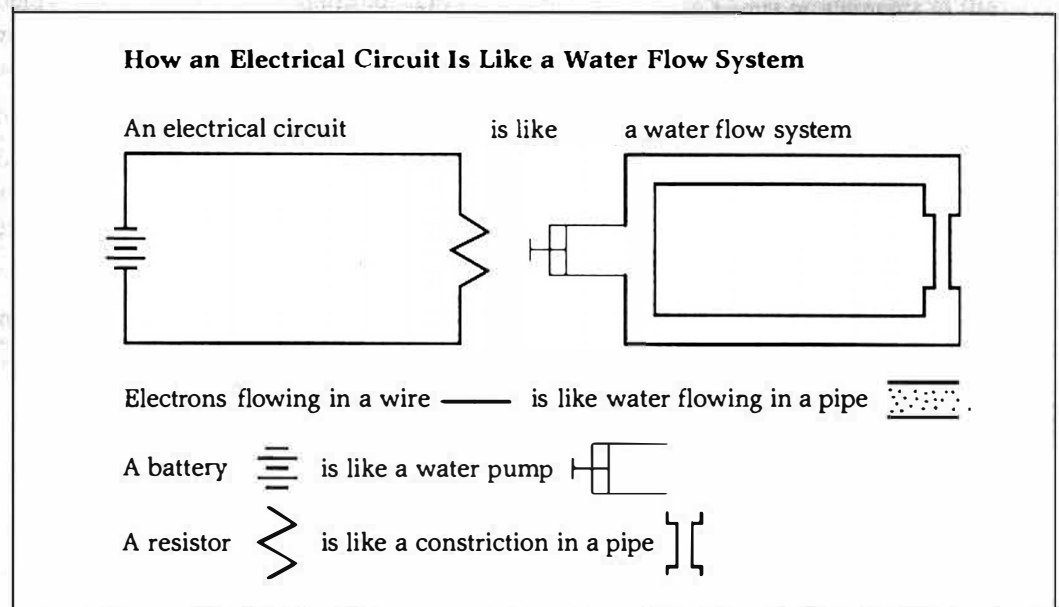 How an Electrical Circuit Is Like a Water Flow System
An electrical circuit is like a water flow system
Electrons flowing in a wire is like water flowing in a pipe .
A battery is like a water pump
A resistor is like a constriction in a pipe